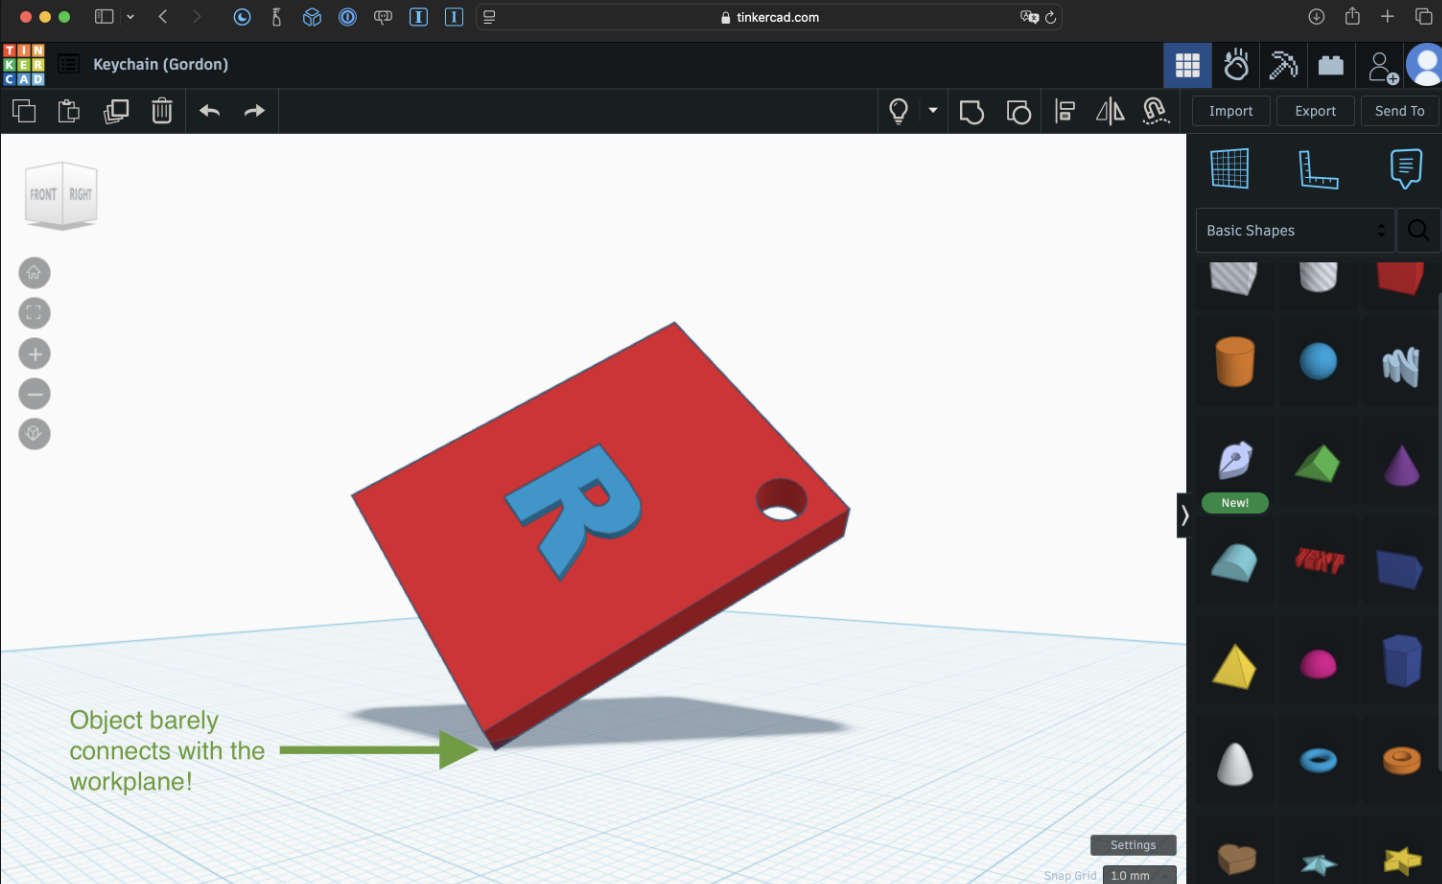 tinkercad.com
TIN
KER
CAD
Keychain (Gordon)
Import
Export
Send To
FRONT
RIGHT
Basic Shapes
R
New!
TEXT
Object barely
connects with the
workplane!
Settings
Snap Grid
1.0 mm